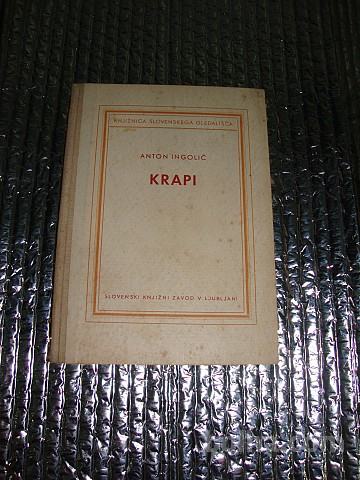 KNJIŽNICA SLOVENSKEGA GLEDALIŠČA
ANTON INGOLIČ
KRAPI
SLOVENSKI KNJIŽNI ZAVOD V LJUBLJANI